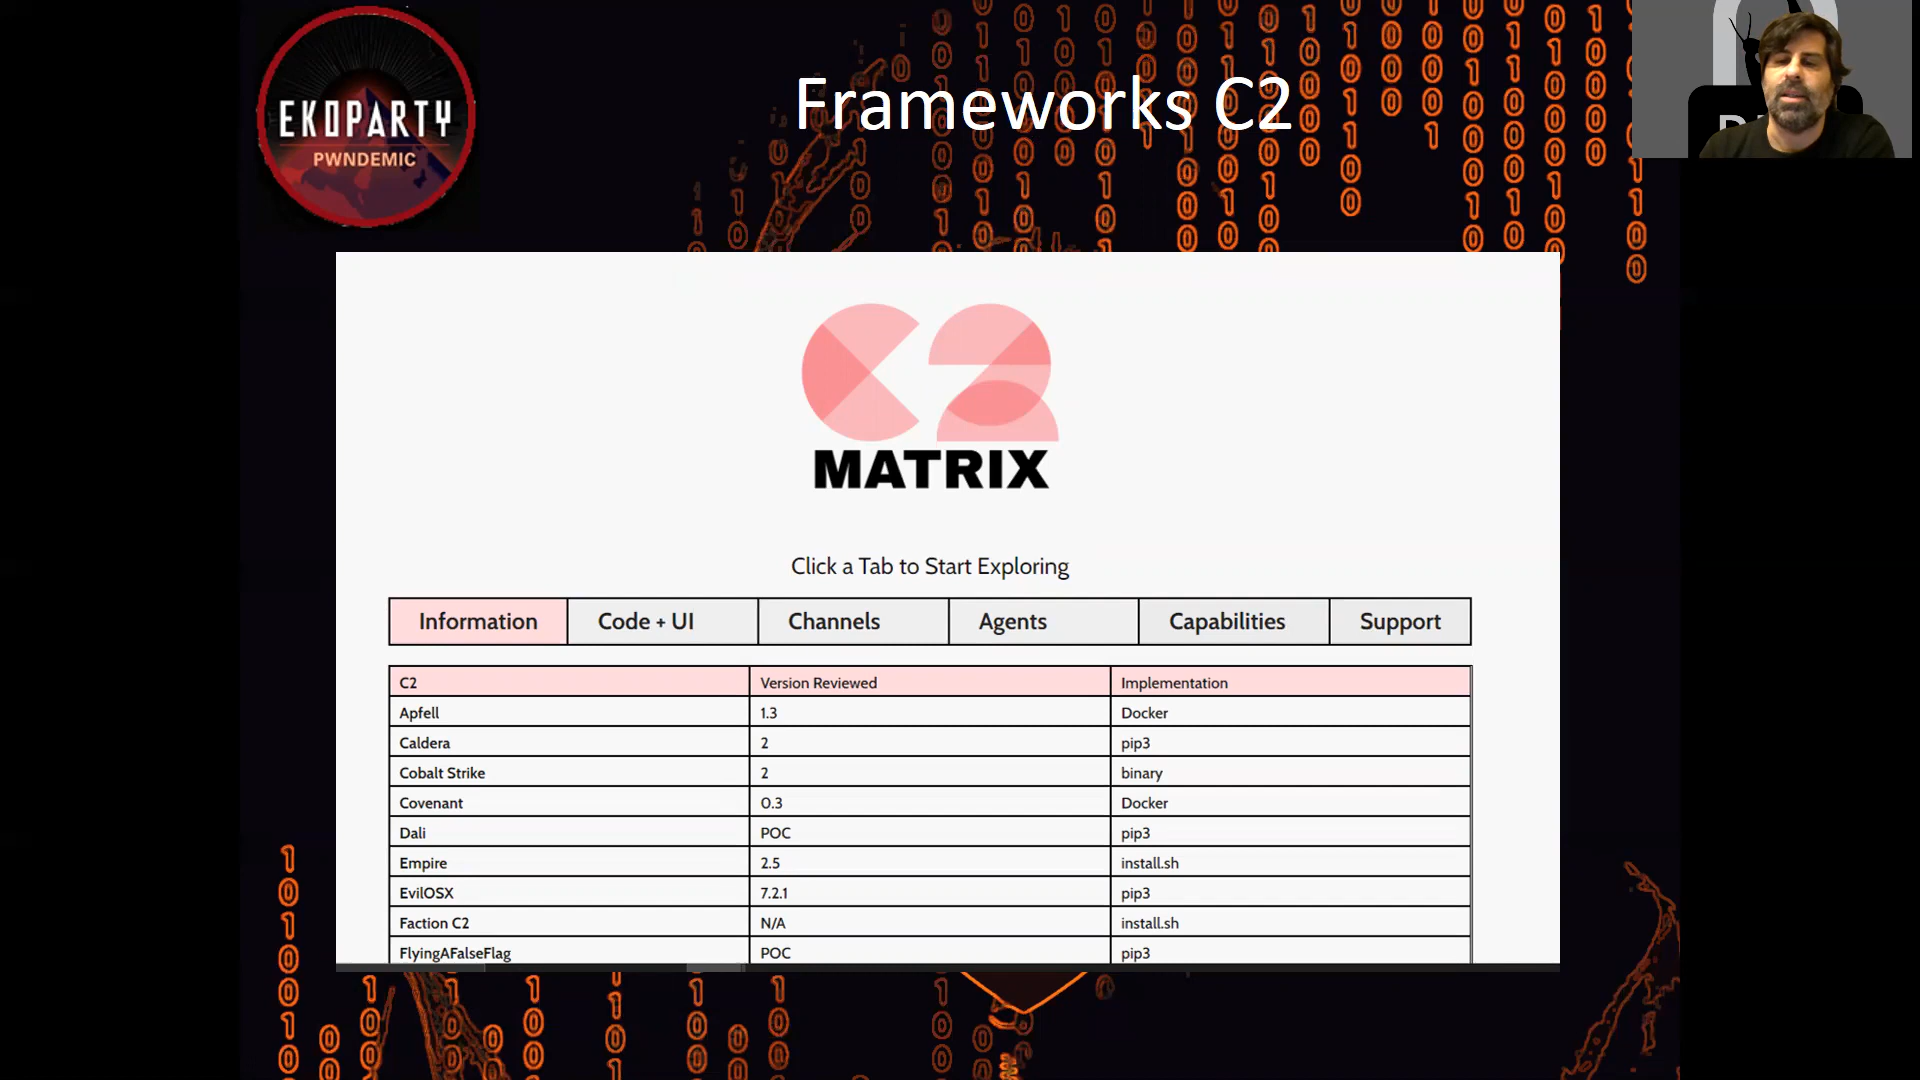 EKOPARTY
PWNDEMIC
Frameworks C2
C2
MATRIX
Click a Tab to Start Exploring
Information Code + UI Channels Agents Capabilities Support
C2 Version Reviewed Implementation
Apfell 1.3 Docker
Caldera 2 pip3
Cobalt Strike 2 binary
Covenant 0.3 Docker
Dali POC pip3
Empire 2.5 install.sh
EvilOSX 7.2.1 pip3
Faction C2 N/A install.sh
FlyingAFalseFlag POC pip3